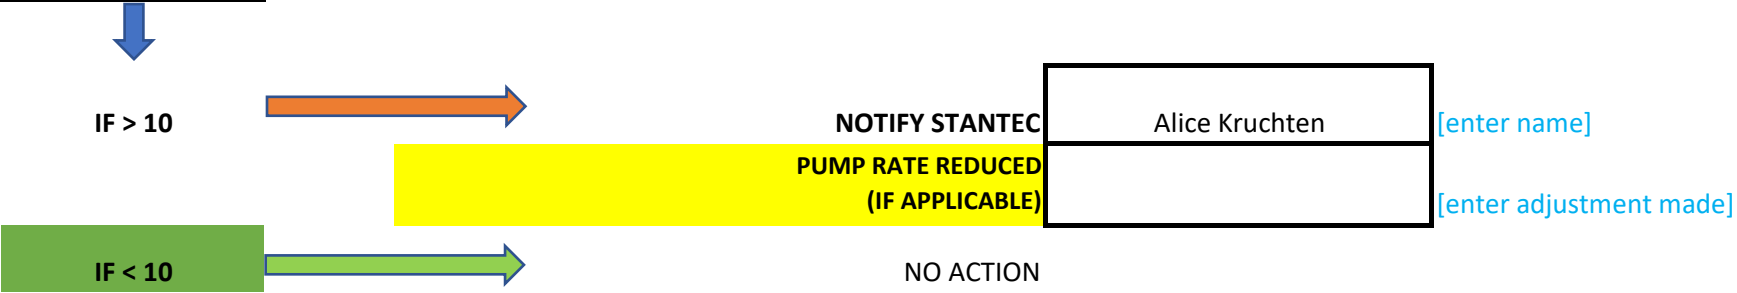 IF > 10
NOTIFY STANTEC
Alice Kruchten
[enter name]
PUMP RATE REDUCED
(IF APPLICABLE)
[enter adjustment made]
IF < 10
NO ACTION